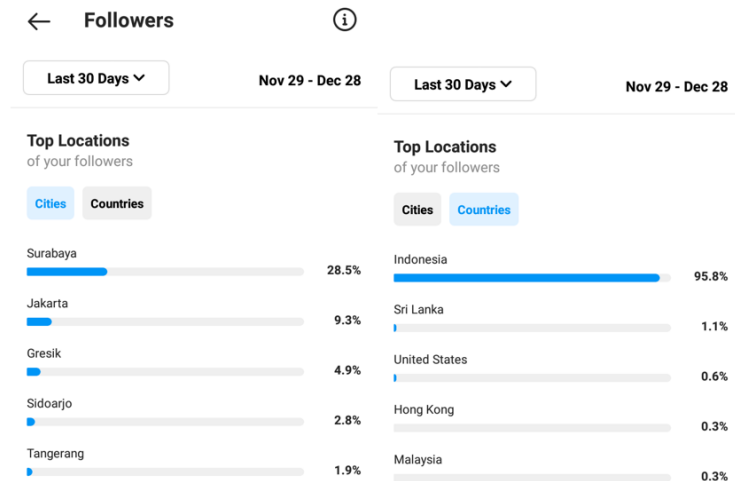 Followers
Last 30 Days
Nov 29 - Dec 28
Top Locations
of your followers
Cities
Countries
Surabaya
28.5%
Jakarta
9.3%
Gresik
4.9%
Sidoarjo
2.8%
Tangerang
1.9%
Last 30 Days
Nov 29 - Dec 28
Top Locations
of your followers
Cities
Countries
Indonesia
95.8%
Sri Lanka
1.1%
United States
0.6%
Hong Kong
0.3%
Malaysia
0.3%